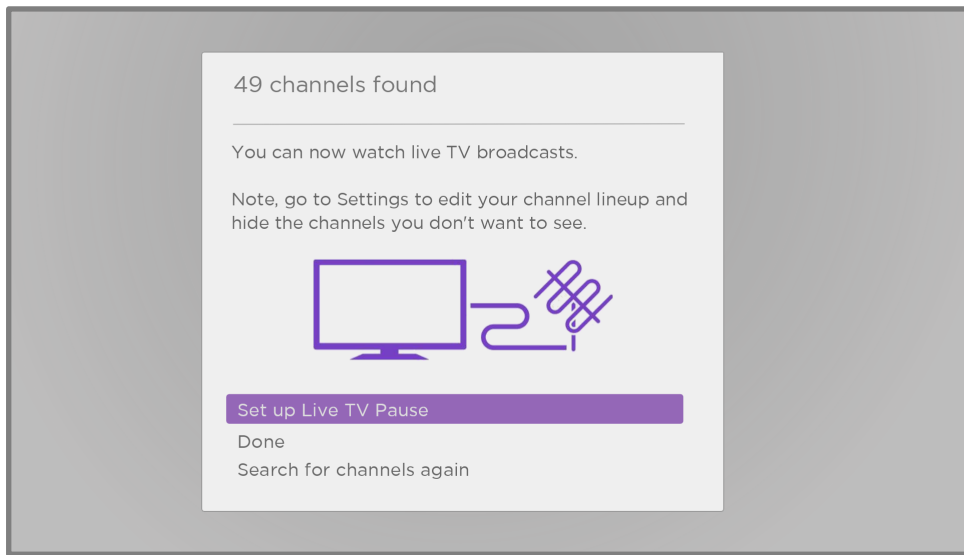 49 channels found
You can now watch live TV broadcasts.
Note, go to Settings to edit your channel lineup and
hide the channels you don't want to see.
Set up Live TV Pause
Done
Search for channels again